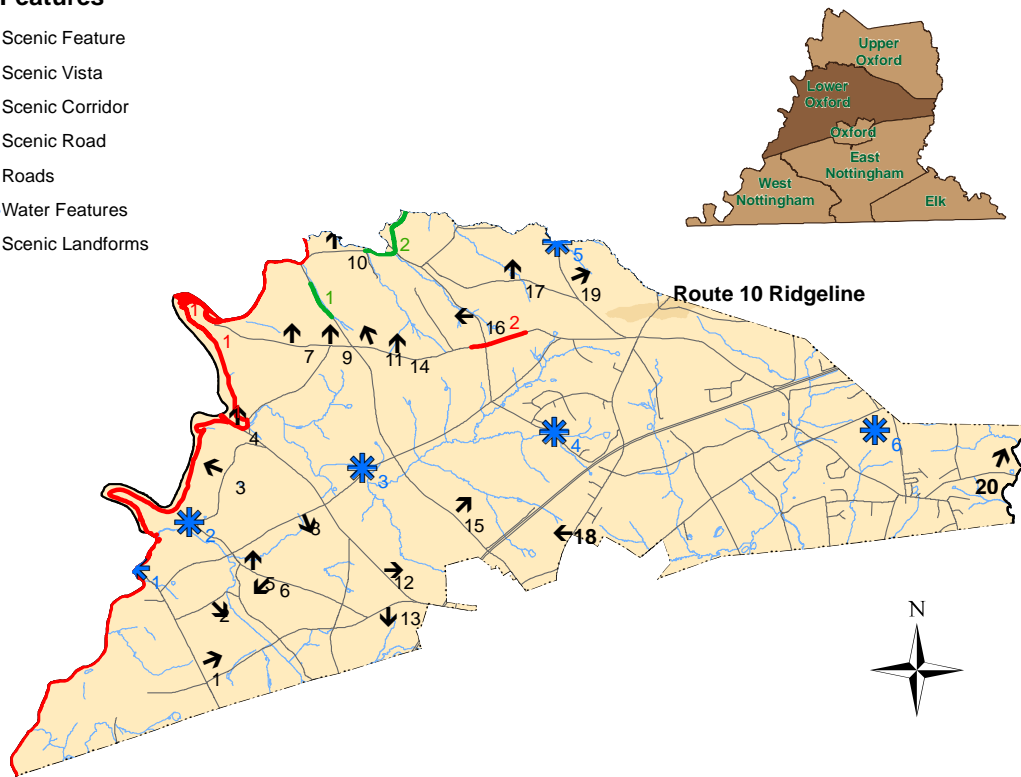 Features
Scenic Feature
Scenic Vista
Scenic Corridor
Scenic Road
Roads
Water Features
Scenic Landforms
Upper
Oxford
Lower
Oxford
Oxford
East
Nottingham
West
Nottingham
Elk
Route 10 Ridgeline
10
2
5
17
19
1
1
1
7
9
11
14
16
2
4
3
3
4
6
20
2
8
15
18
1
5
6
12
2
13
1
N